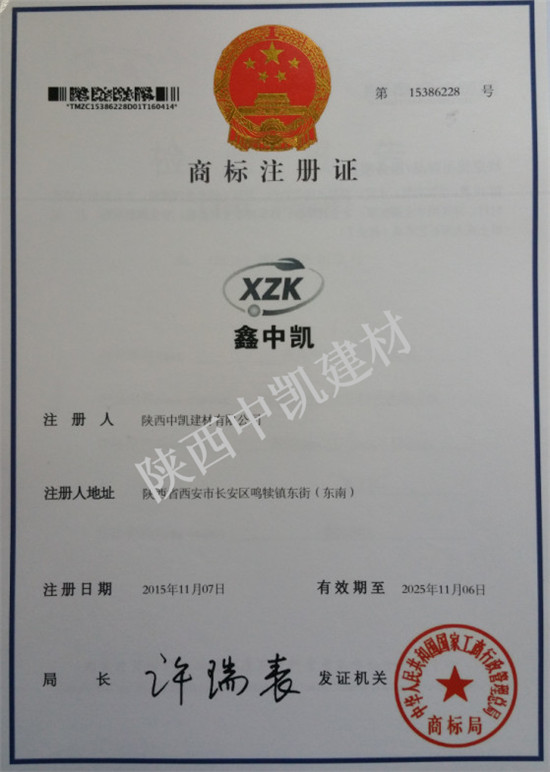 *TMZC15386228D01T160414*
第 15386228 号
商标注册证
XZK
鑫中凯
陕西中凯建材
注册人 陕西中凯建材有限公司
注册人地址 陕西省西安市长安区鸣犊镇东街(东南)
注册日期 2015年11月07日 有效期至 2025年11月06日
局长 许瑞表 发证机关
中华人民共和国国家工商行政管理总局
商标局